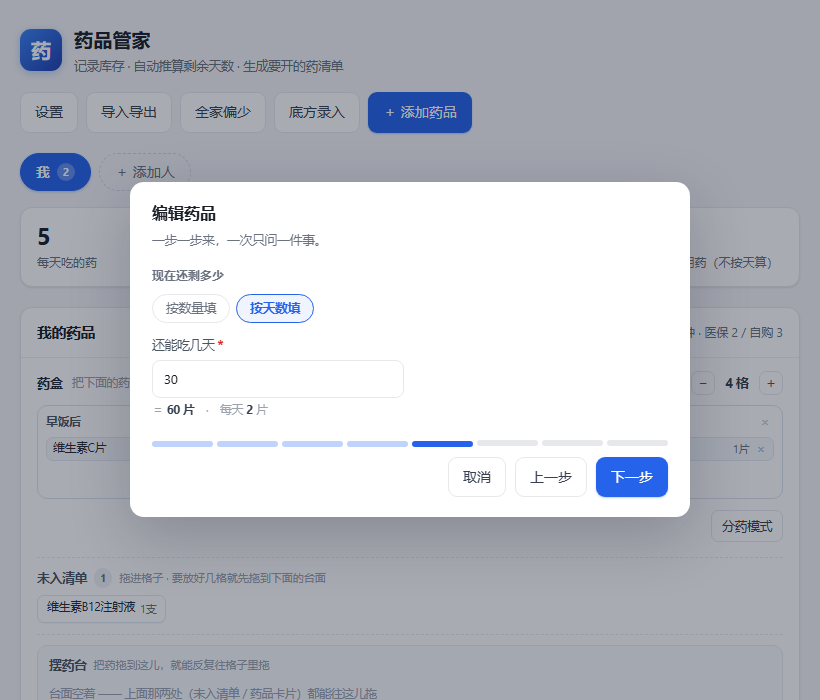 药
药品管家
记录库存 · 自动推算剩余天数 · 生成要开的药清单
设置
导入导出
全家偏少
底方录入
+ 添加药品
我 2
+ 添加人
5
每天吃的药
药（不按天算）
编辑药品
一步一步来，一次只问一件事。
现在还剩多少
按数量填
按天数填
还能吃几天 *
30
= 60 片 · 每天 2 片
取消
上一步
下一步
我的药品
· 医保 2 / 自购 3
药盒 把下面的药
− 4 格 +
早饭后
×
维生素C片
1片 ×
分药模式
未入清单 1 拖进格子 · 要放好几格就先拖到下面的台面
维生素B12注射液 1支
摆药台 把药拖到这儿，就能反复往格子里拖
台面空着 —— 上面那两处（未入清单 / 药品卡片）都能往这儿拖